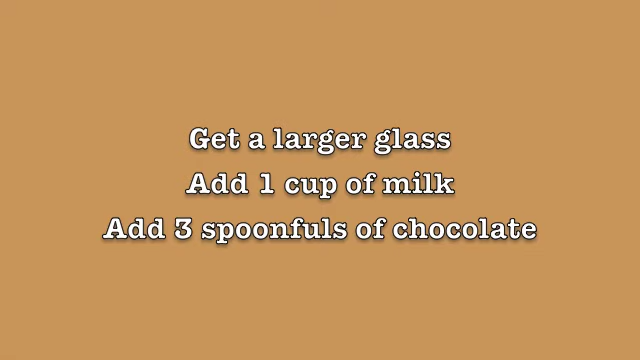 Get a larger glass
Add 1 cup of milk
Add 3 spoonfuls of chocolate